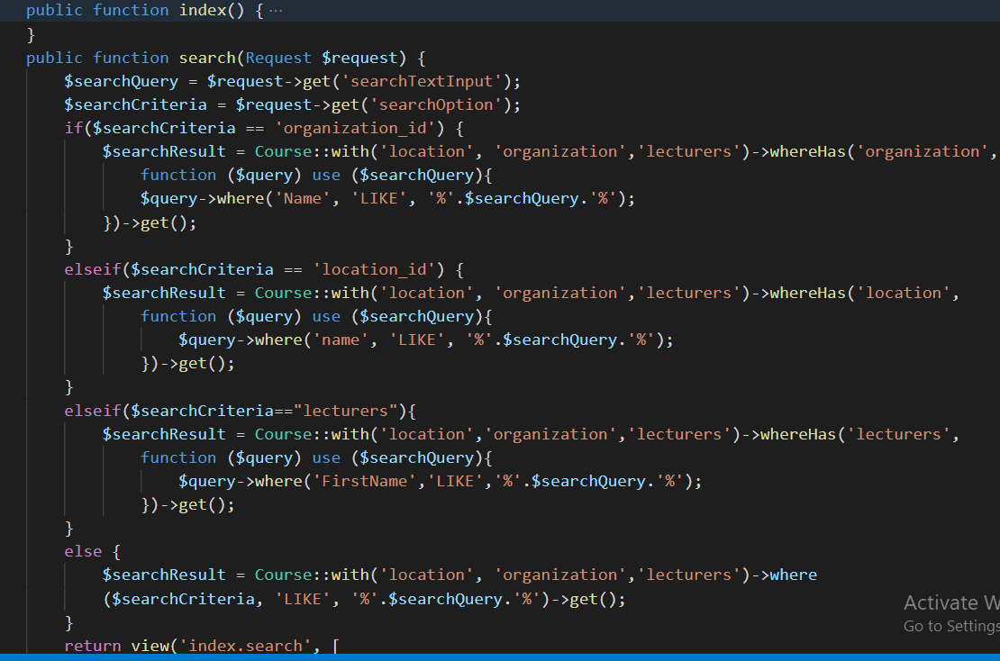 public function index() { ...
}
public function search(Request $request) {
$searchQuery = $request->get('searchTextInput');
$searchCriteria = $request->get('searchOption');
if($searchCriteria == 'organization_id') {
$searchResult = Course::with('location', 'organization','lecturers')->whereHas('organization',
function ($query) use ($searchQuery){
$query->where('Name', 'LIKE', '%'.$searchQuery.'%');
})->get();
}
elseif($searchCriteria == 'location_id') {
$searchResult = Course::with('location', 'organization','lecturers')->whereHas('location',
function ($query) use ($searchQuery){
$query->where('name', 'LIKE', '%'.$searchQuery.'%');
})->get();
}
elseif($searchCriteria=="lecturers"){
$searchResult = Course::with('location','organization','lecturers')->whereHas('lecturers',
function ($query) use ($searchQuery){
$query->where('FirstName','LIKE','%'.$searchQuery.'%');
})->get();
}
else {
$searchResult = Course::with('location', 'organization','lecturers')->where
($searchCriteria, 'LIKE', '%'.$searchQuery.'%')->get();
}
return view('index.search', [
Activate W
Go to Settings